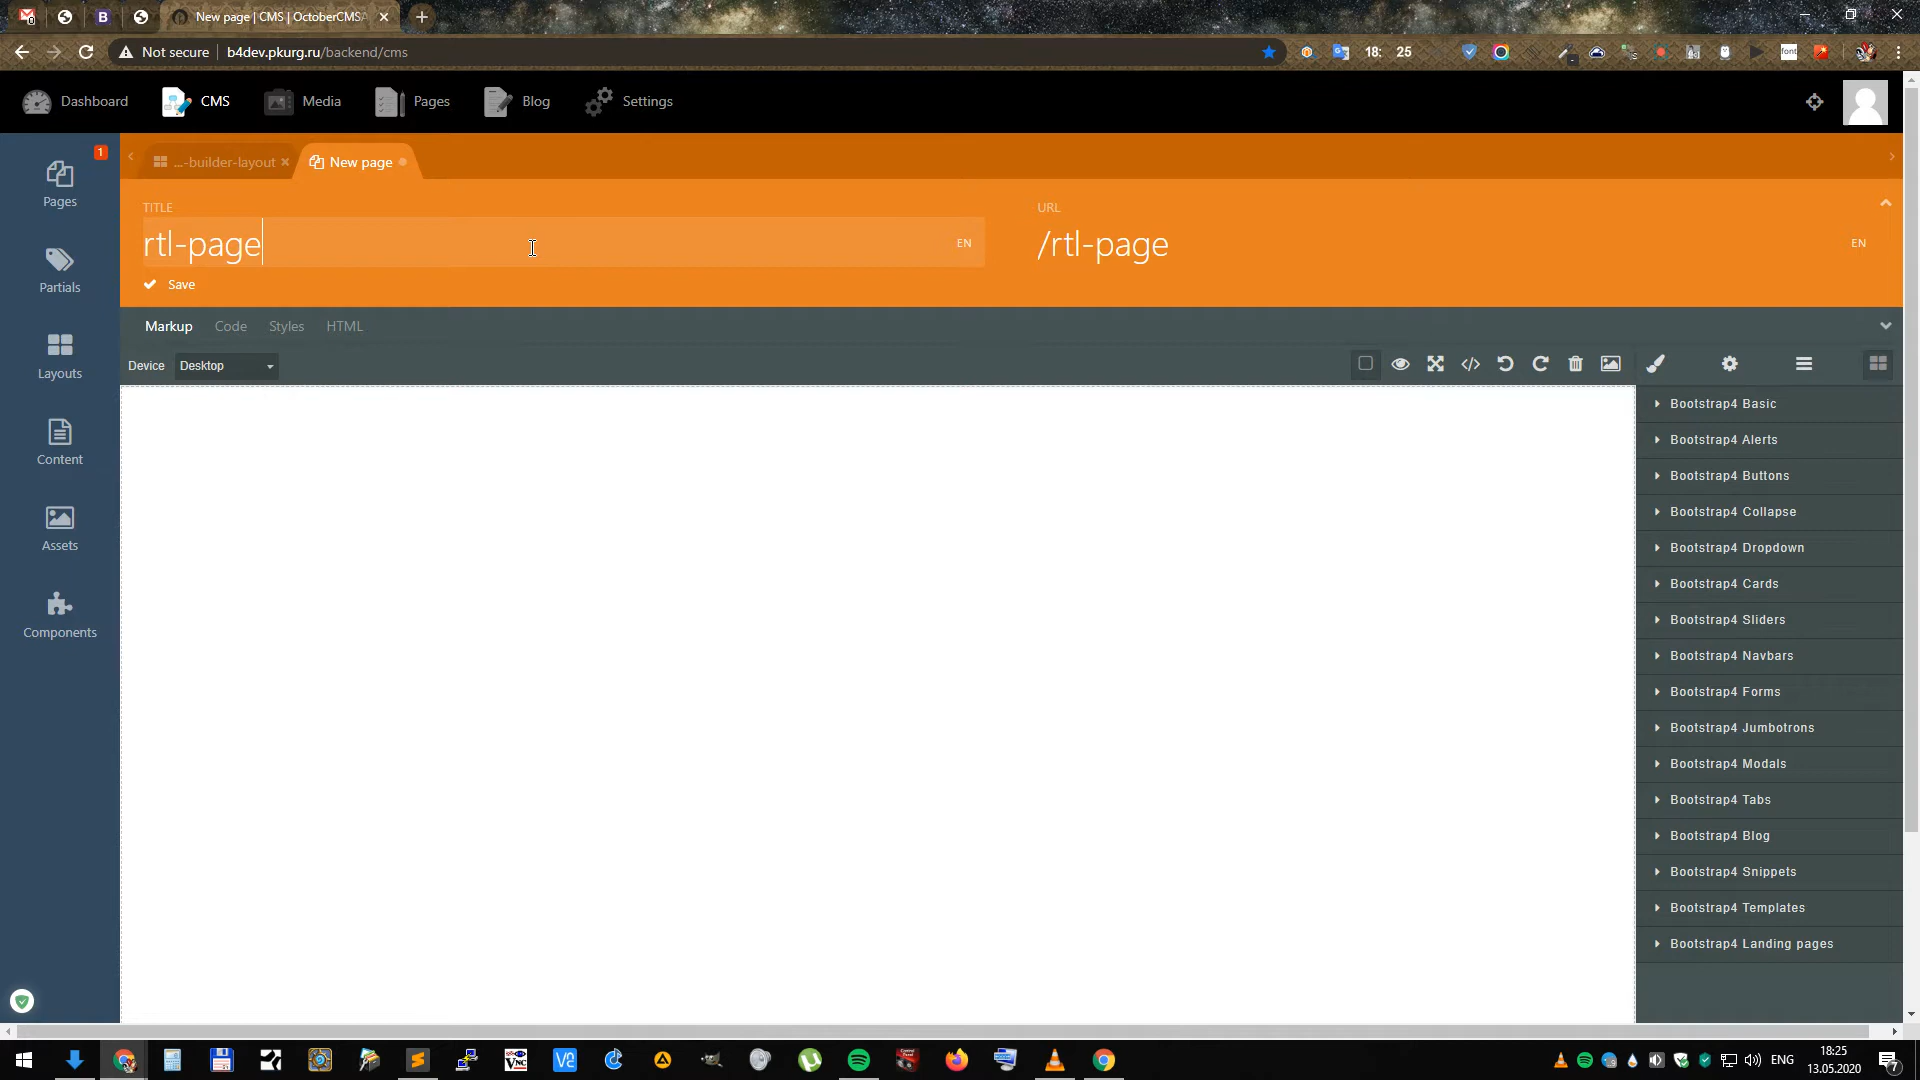 New page | CMS | OctoberCMS
Not secure
b4dev.pkurg.ru/backend/cms
18: 25
font
Dashboard
CMS
Media
Pages
Blog
Settings
1
...-builder-layout
New page
Pages
Partials
Layouts
Content
Assets
Components
TITLE
rtl-page
EN
URL
/rtl-page
EN
Save
Markup
Code
Styles
HTML
Device
Desktop
Bootstrap4 Basic
Bootstrap4 Alerts
Bootstrap4 Buttons
Bootstrap4 Collapse
Bootstrap4 Dropdown
Bootstrap4 Cards
Bootstrap4 Sliders
Bootstrap4 Navbars
Bootstrap4 Forms
Bootstrap4 Jumbotrons
Bootstrap4 Modals
Bootstrap4 Tabs
Bootstrap4 Blog
Bootstrap4 Snippets
Bootstrap4 Templates
Bootstrap4 Landing pages
ENG
18:25
13.05.2020
7